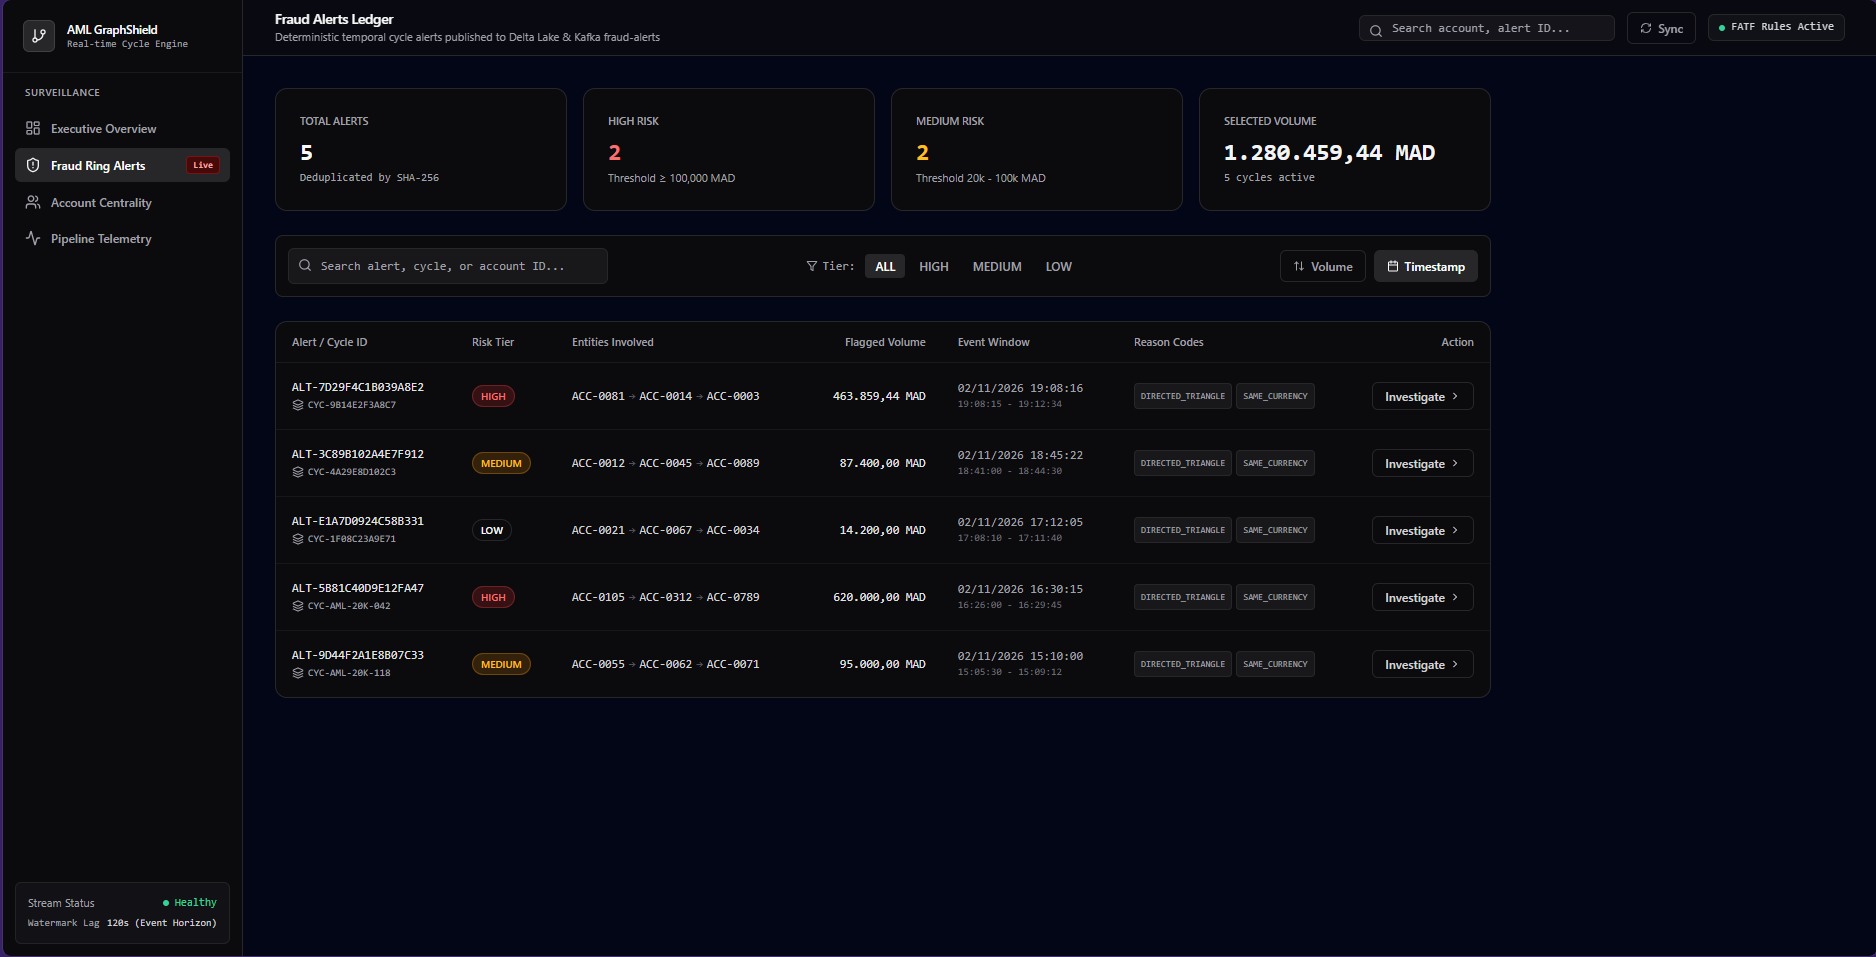 AML GraphShield
Real-time Cycle Engine
SURVEILLANCE
Executive Overview
Fraud Ring Alerts
Live
Account Centrality
Pipeline Telemetry
Stream Status
Healthy
Watermark Lag 120s (Event Horizon)
Fraud Alerts Ledger
Deterministic temporal cycle alerts published to Delta Lake & Kafka fraud-alerts
Search account, alert ID...
Sync
FATF Rules Active
TOTAL ALERTS
5
Deduplicated by SHA-256
HIGH RISK
2
Threshold ≥ 100,000 MAD
MEDIUM RISK
2
Threshold 20k - 100k MAD
SELECTED VOLUME
1.280.459,44 MAD
5 cycles active
Search alert, cycle, or account ID...
Tier: ALL HIGH MEDIUM LOW
Volume
Timestamp
Alert / Cycle ID Risk Tier Entities Involved Flagged Volume Event Window Reason Codes Action
ALT-7D29F4C1B039A8E2
CYC-9B14E2F3A8C7
HIGH
ACC-0081 → ACC-0014 → ACC-0003
463.859,44 MAD
02/11/2026 19:08:16
19:08:15 - 19:12:34
DIRECTED_TRIANGLE SAME_CURRENCY
Investigate
ALT-3C89B102A4E7F912
CYC-4A29E8D102C3
MEDIUM
ACC-0012 → ACC-0045 → ACC-0089
87.400,00 MAD
02/11/2026 18:45:22
18:41:00 - 18:44:30
DIRECTED_TRIANGLE SAME_CURRENCY
Investigate
ALT-E1A7D0924C58B331
CYC-1F08C23A9E71
LOW
ACC-0021 → ACC-0067 → ACC-0034
14.200,00 MAD
02/11/2026 17:12:05
17:08:10 - 17:11:40
DIRECTED_TRIANGLE SAME_CURRENCY
Investigate
ALT-5B81C40D9E12FA47
CYC-AML-20K-042
HIGH
ACC-0105 → ACC-0312 → ACC-0789
620.000,00 MAD
02/11/2026 16:30:15
16:26:00 - 16:29:45
DIRECTED_TRIANGLE SAME_CURRENCY
Investigate
ALT-9D44F2A1E8B07C33
CYC-AML-20K-118
MEDIUM
ACC-0055 → ACC-0062 → ACC-0071
95.000,00 MAD
02/11/2026 15:10:00
15:05:30 - 15:09:12
DIRECTED_TRIANGLE SAME_CURRENCY
Investigate